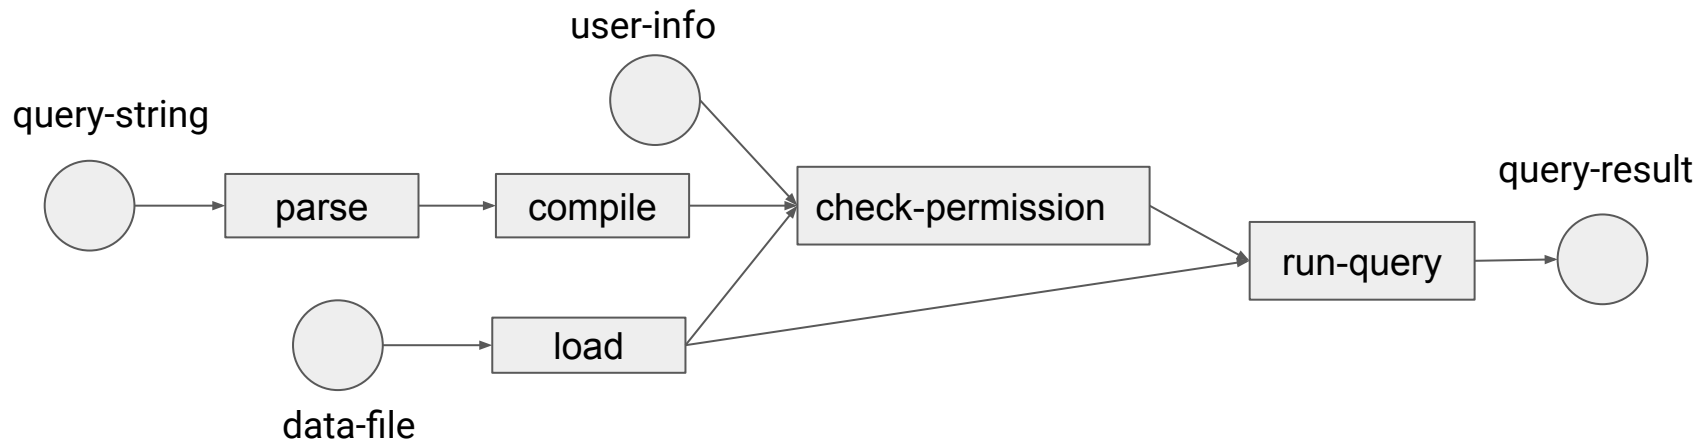 user-info
query-string
query-result
parse
compile
check-permission
run-query
load
data-file